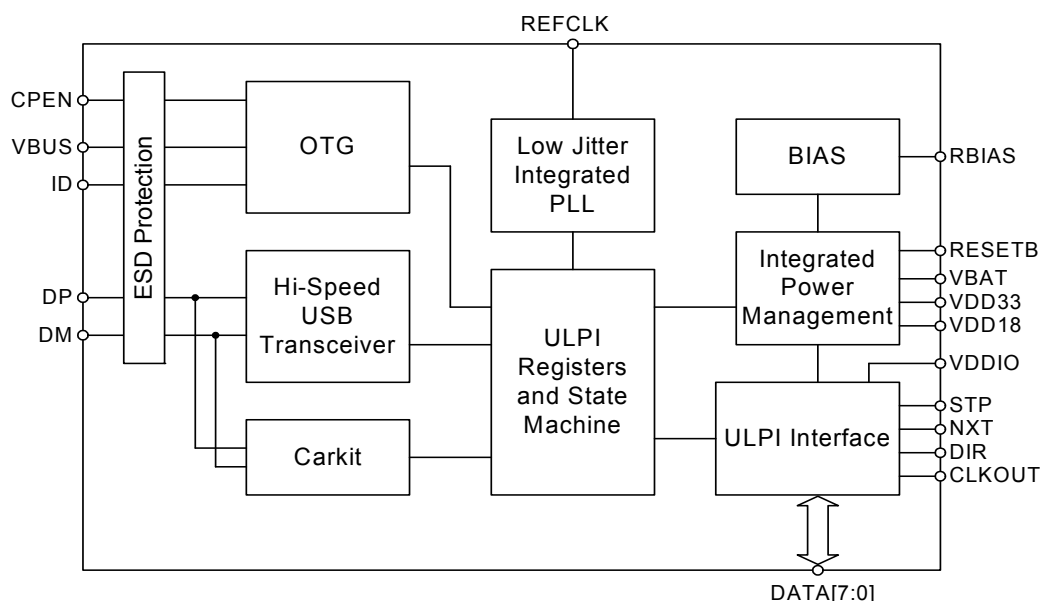 REFCLK
CPEN
VBUS
ID
DP
DM
ESD Protection
OTG
Hi-Speed
USB
Transceiver
Carkit
Low Jitter
Integrated
PLL
ULPI
Registers
and State
Machine
BIAS
Integrated
Power
Management
ULPI Interface
RBIAS
RESETB
VBAT
VDD33
VDD18
VDDIO
STP
NXT
DIR
CLKOUT
DATA[7:0]